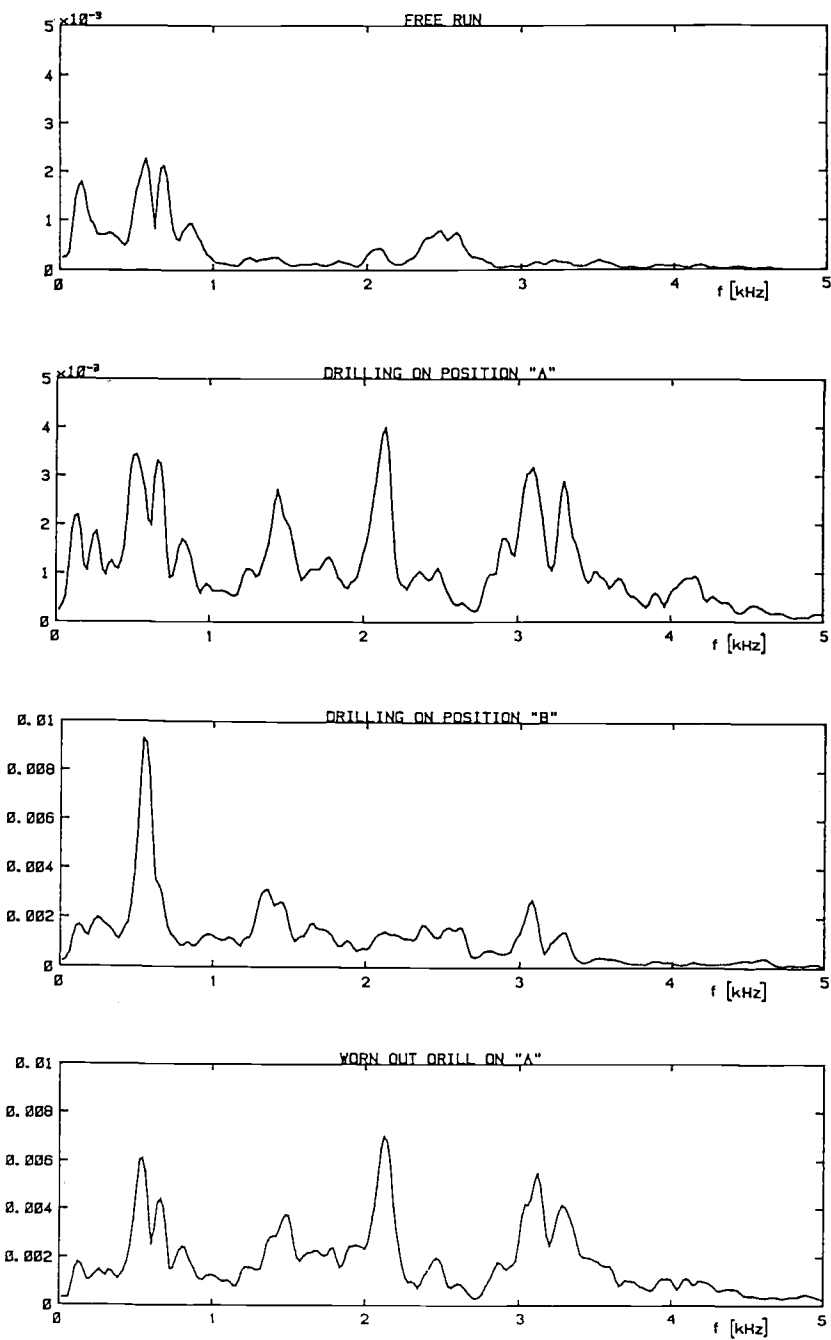 FREE RUN
5 ×10⁻³
4
3
2
1
0
0 1 2 3 4 5
f [kHz]
DRILLING ON POSITION "A"
5 ×10⁻³
4
3
2
1
0
0 1 2 3 4 5
f [kHz]
DRILLING ON POSITION "B"
0.01
0.008
0.006
0.004
0.002
0
0 1 2 3 4 5
f [kHz]
WORN OUT DRILL ON "A"
0.01
0.008
0.006
0.004
0.002
0
0 1 2 3 4 5
f [kHz]